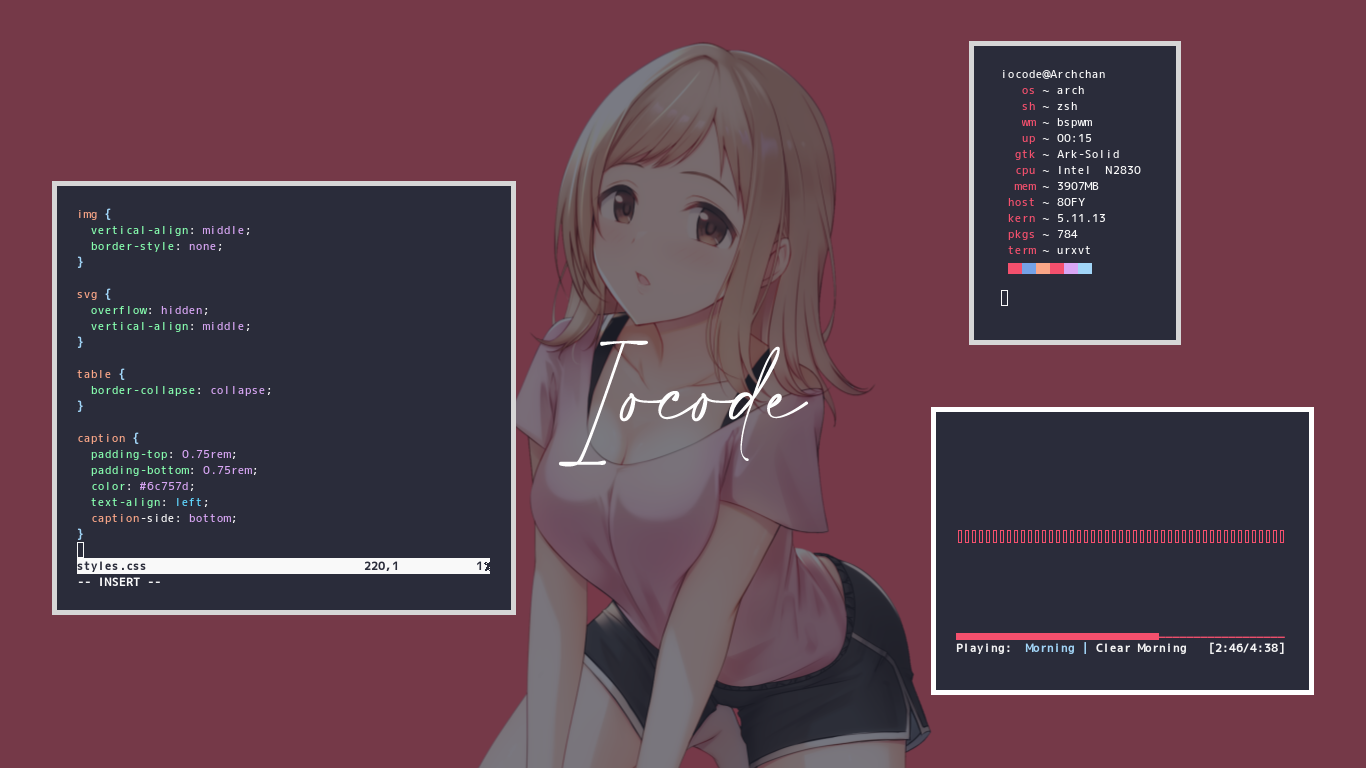 img {
  vertical-align: middle;
  border-style: none;
}
svg {
  overflow: hidden;
  vertical-align: middle;
}
table {
  border-collapse: collapse;
}
caption {
  padding-top: 0.75rem;
  padding-bottom: 0.75rem;
  color: #6c757d;
  text-align: left;
  caption-side: bottom;
}
styles.css 220,1 1%
-- INSERT --
Iocode
iocode@Archchan
os ~ arch
sh ~ zsh
wm ~ bspwm
up ~ 00:15
gtk ~ Ark-Solid
cpu ~ Intel  N2830
mem ~ 3907MB
host ~ 80FY
kern ~ 5.11.13
pkgs ~ 784
term ~ urxvt
Playing:  Morning | Clear Morning [2:46/4:38]